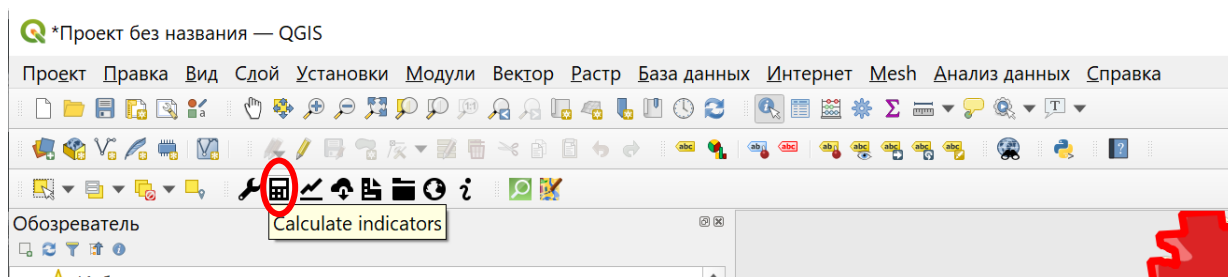 *Проект без названия — QGIS
Проект Правка Вид Слой Установки Модули Вектор Растр База данных Интернет Mesh Анализ данных Справка
Calculate indicators
Обозреватель